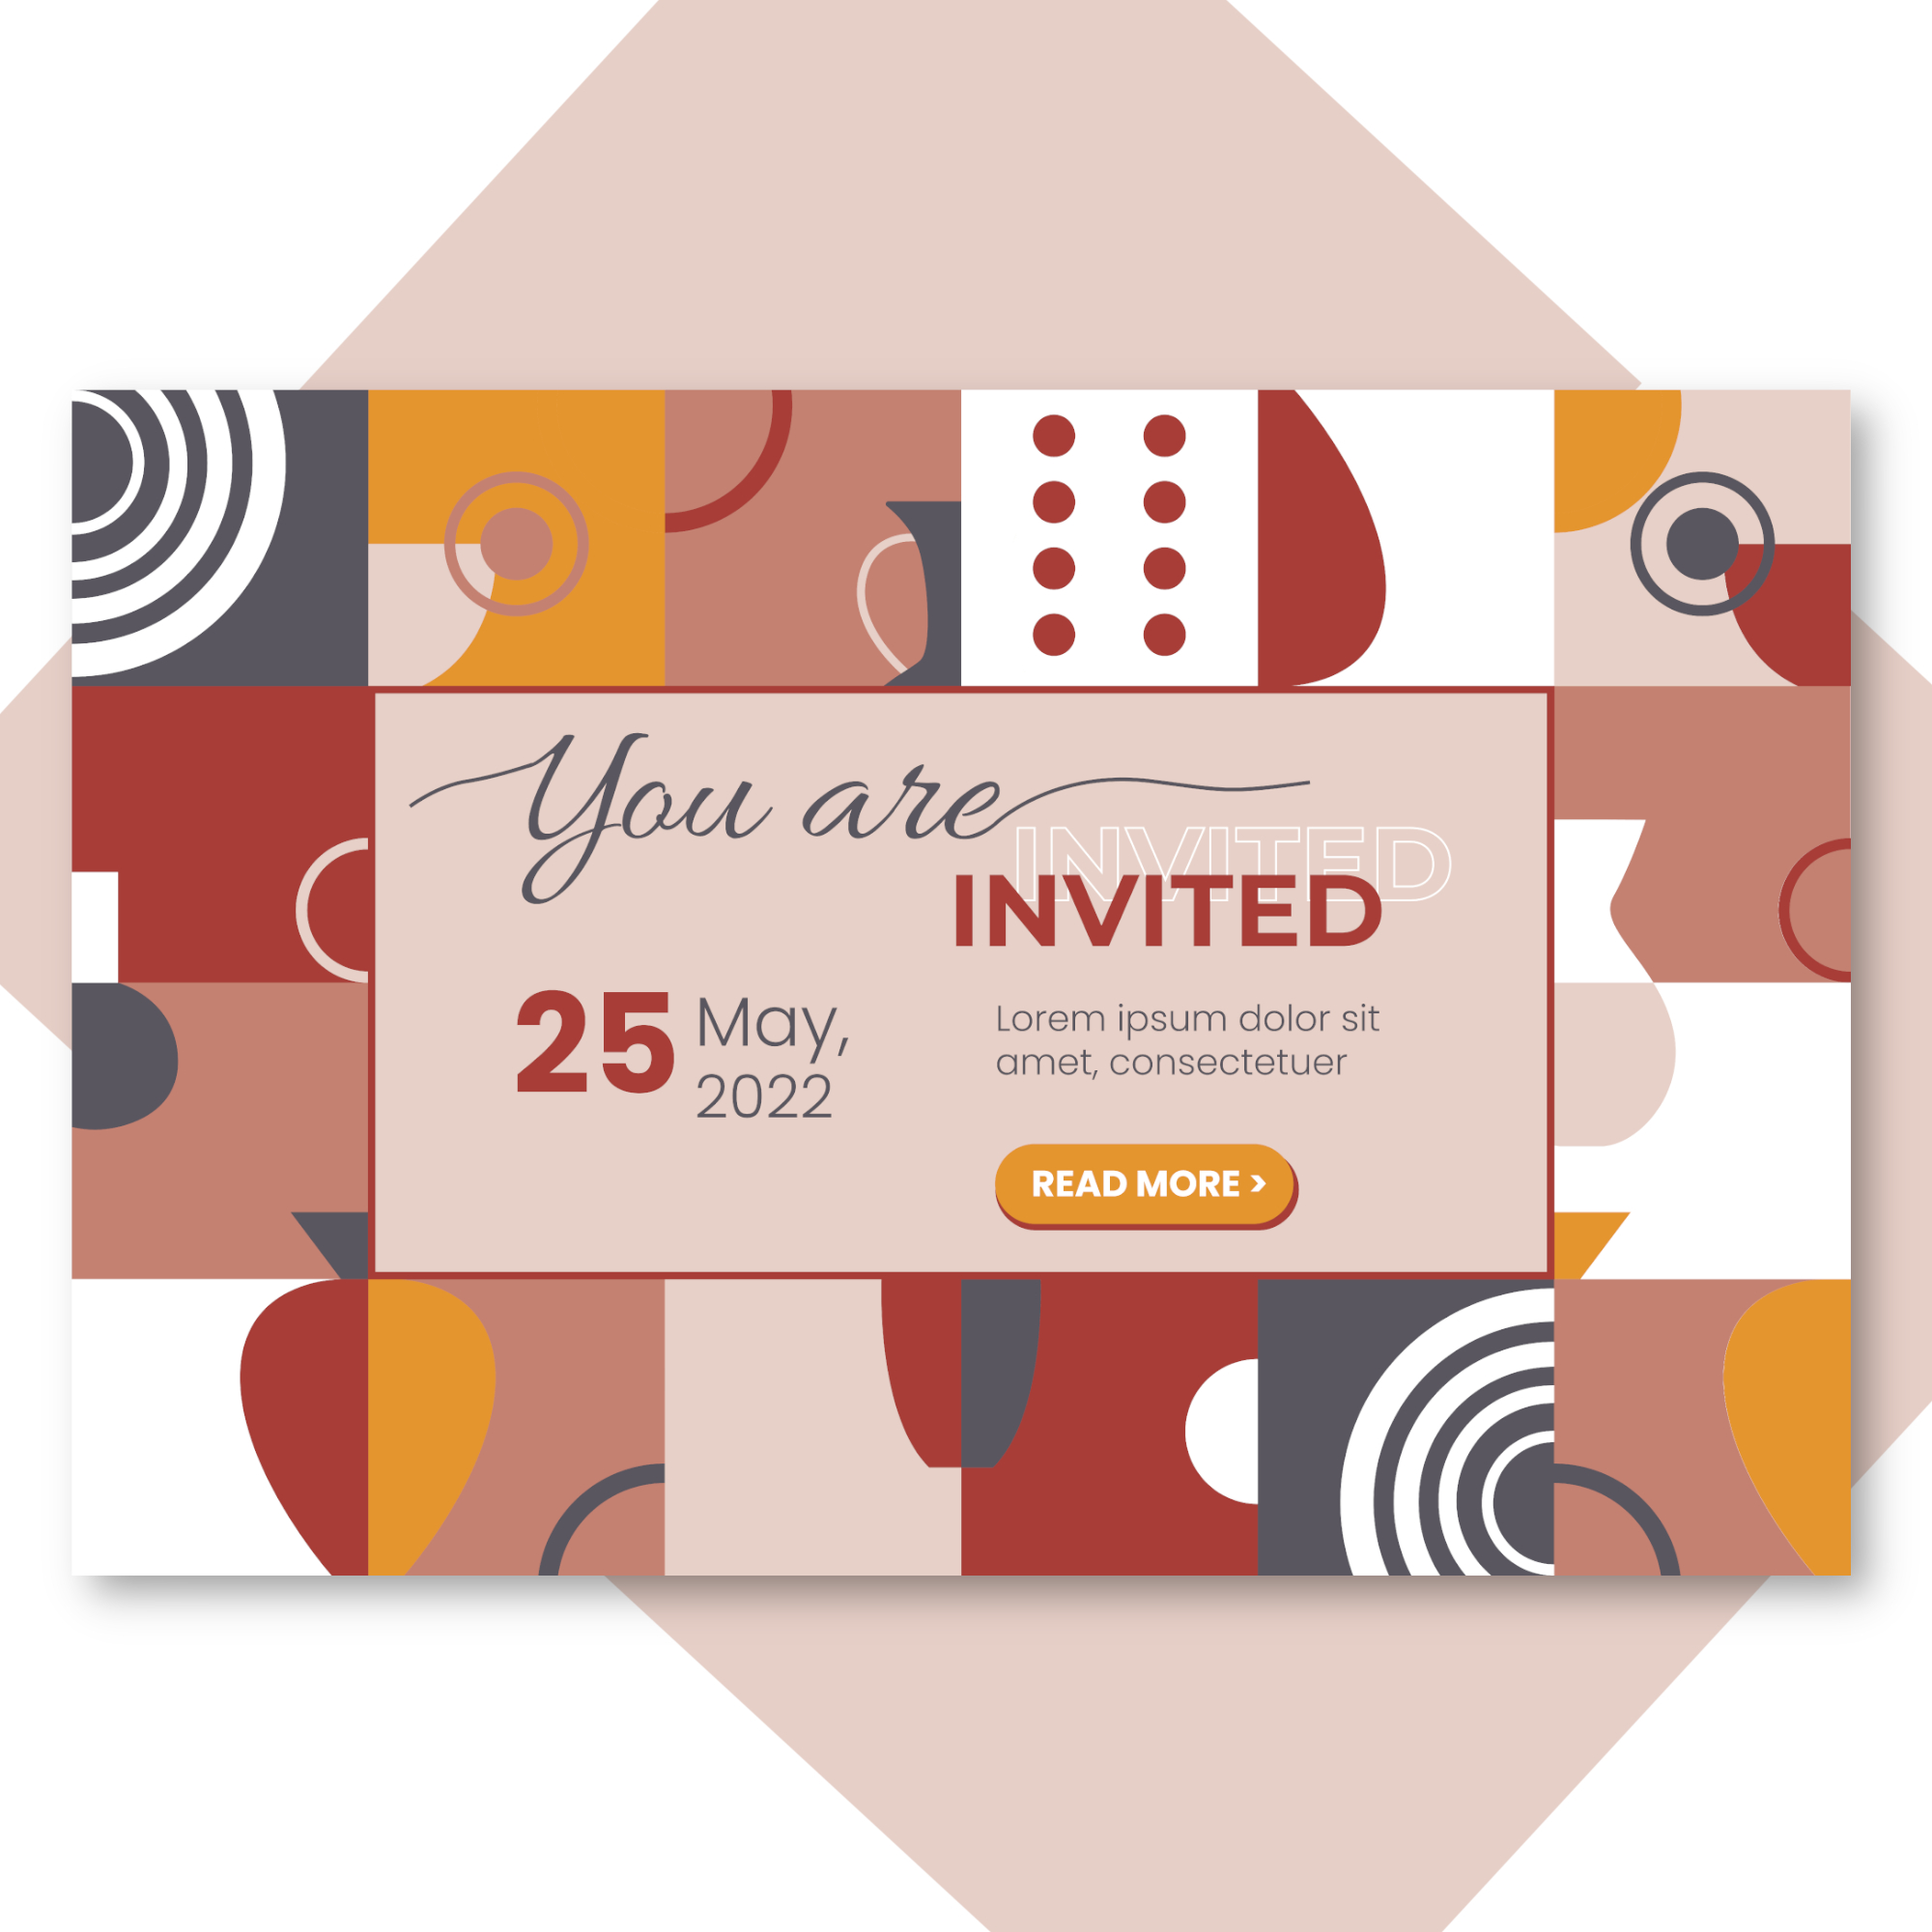 You are
INVITED
INVITED
25 May,
2022
Lorem ipsum dolor sit
amet, consectetuer
READ MORE >